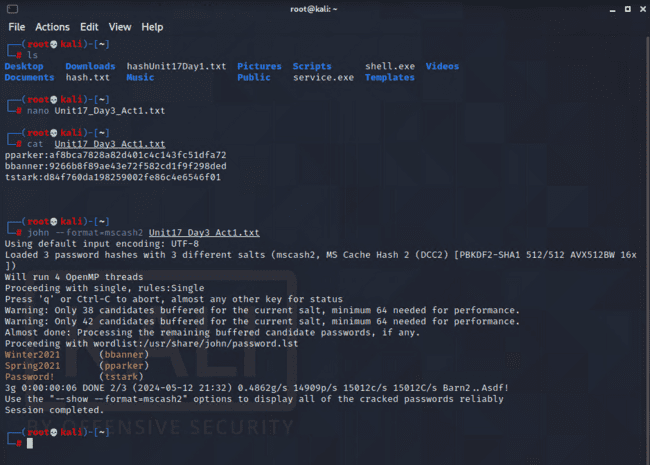 root@kali: ~
File Actions Edit View Help
(root💀kali)-[~]
# ls
Desktop Downloads hashUnit17Day1.txt Pictures Scripts shell.exe Videos
Documents hash.txt Music Public service.exe Templates
(root💀kali)-[~]
# nano Unit17_Day3_Act1.txt
(root💀kali)-[~]
# cat Unit17_Day3_Act1.txt
pparker:af8bca7828a82d401c4c143fc51dfa72
bbanner:9266b8f89ae43e72f582cd1f9f298ded
tstark:d84f760da198259002fe86c4e6546f01
(root💀kali)-[~]
# john --format=mscash2 Unit17_Day3_Act1.txt
Using default input encoding: UTF-8
Loaded 3 password hashes with 3 different salts (mscash2, MS Cache Hash 2 (DCC2) [PBKDF2-SHA1 512/512 AVX512BW 16x
])
Will run 4 OpenMP threads
Proceeding with single, rules:Single
Press 'q' or Ctrl-C to abort, almost any other key for status
Warning: Only 38 candidates buffered for the current salt, minimum 64 needed for performance.
Warning: Only 42 candidates buffered for the current salt, minimum 64 needed for performance.
Almost done: Processing the remaining buffered candidate passwords, if any.
Proceeding with wordlist:/usr/share/john/password.lst
Winter2021 (bbanner)
Spring2021 (pparker)
Password! (tstark)
3g 0:00:00:06 DONE 2/3 (2024-05-12 21:32) 0.4862g/s 14909p/s 15012c/s 15012C/s Barn2..Asdf!
Use the "--show --format=mscash2" options to display all of the cracked passwords reliably
Session completed.
KALI
BY OFFENSIVE SECURITY
(root💀kali)-[~]
#